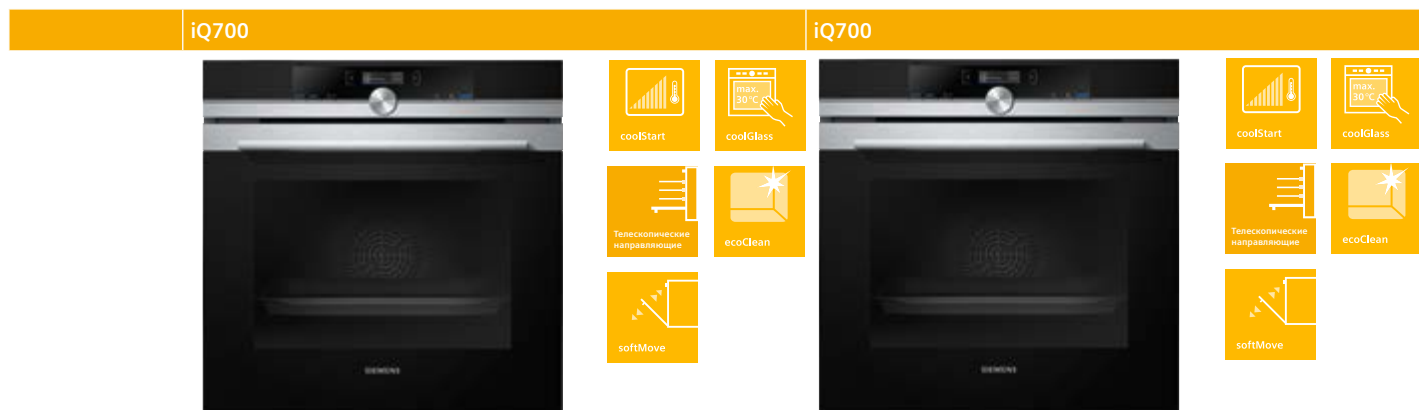 iQ700
iQ700
coolStart
max.
30 °C
coolGlass
Телескопические
направляющие
ecoClean
softMove
SIEMENS
coolStart
max.
30 °C
coolGlass
Телескопические
направляющие
ecoClean
softMove
SIEMENS